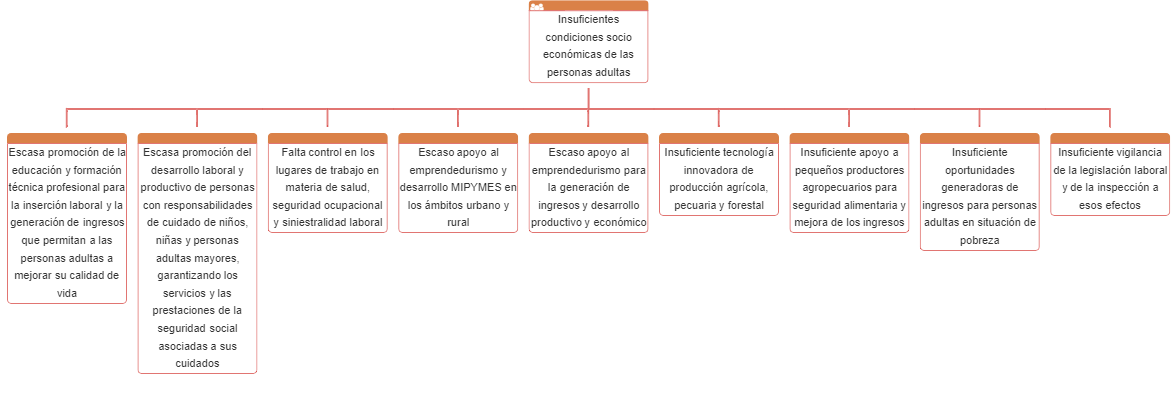 Insuficientes
condiciones socio
económicas de las
personas adultas
Escasa promoción de la
educación y formación
técnica profesional para
la inserción laboral y la
generación de ingresos
que permitan a las
personas adultas a
mejorar su calidad de
vida
Escasa promoción del
desarrollo laboral y
productivo de personas
con responsabilidades
de cuidado de niños,
niñas y personas
adultas mayores,
garantizando los
servicios y las
prestaciones de la
seguridad social
asociadas a sus
cuidados
Falta control en los
lugares de trabajo en
materia de salud,
seguridad ocupacional
y siniestralidad laboral
Escaso apoyo al
emprendedurismo y
desarrollo MIPYMES en
los ámbitos urbano y
rural
Escaso apoyo al
emprendedurismo para
la generación de
ingresos y desarrollo
productivo y económico
Insuficiente tecnología
innovadora de
producción agrícola,
pecuaria y forestal
Insuficiente apoyo a
pequeños productores
agropecuarios para
seguridad alimentaria y
mejora de los ingresos
Insuficiente
oportunidades
generadoras de
ingresos para personas
adultas en situación de
pobreza
Insuficiente vigilancia
de la legislación laboral
y de la inspección a
esos efectos